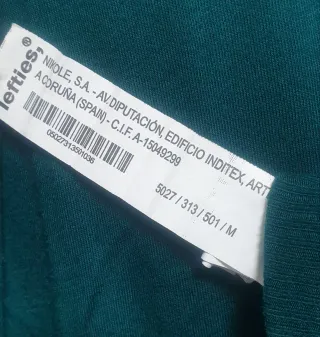 lefties®
NIKOLE, S.A. - AV.DIPUTACIÓN, EDIFICIO INDITEX, ART
A CORUÑA (SPAIN) - C.I.F. A-15049299
05027313501036
5027 / 313 / 501 / M